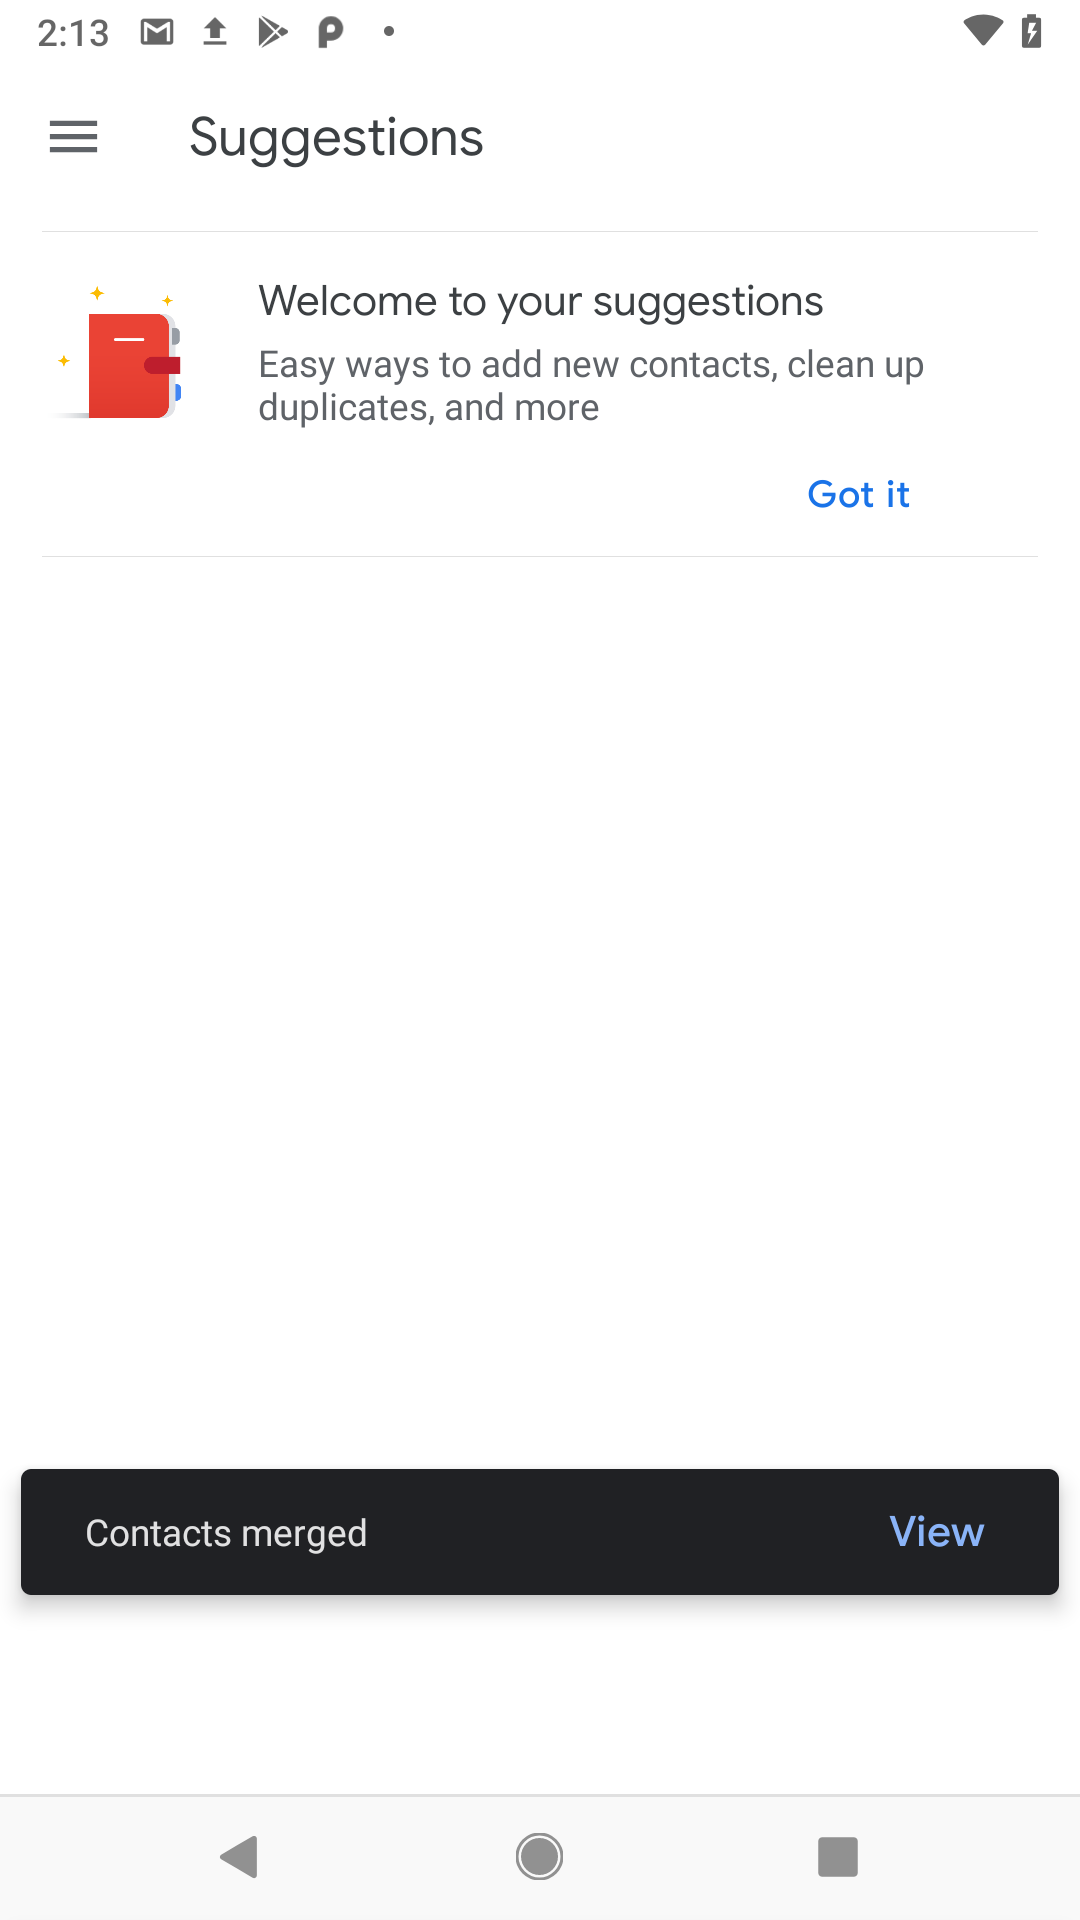 2:13
Suggestions
Welcome to your suggestions
Easy ways to add new contacts, clean up
duplicates, and more
Got it
Contacts merged
View